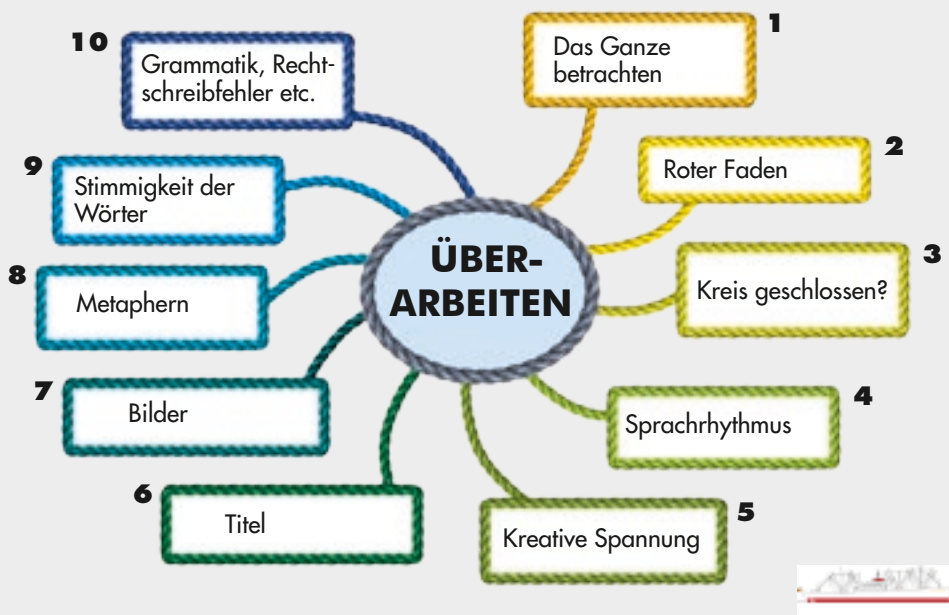 ÜBER-
ARBEITEN
1
Das Ganze
betrachten
2
Roter Faden
3
Kreis geschlossen?
4
Sprachrhythmus
5
Kreative Spannung
6
Titel
7
Bilder
8
Metaphern
9
Stimmigkeit der
Wörter
10
Grammatik, Recht-
schreibfehler etc.